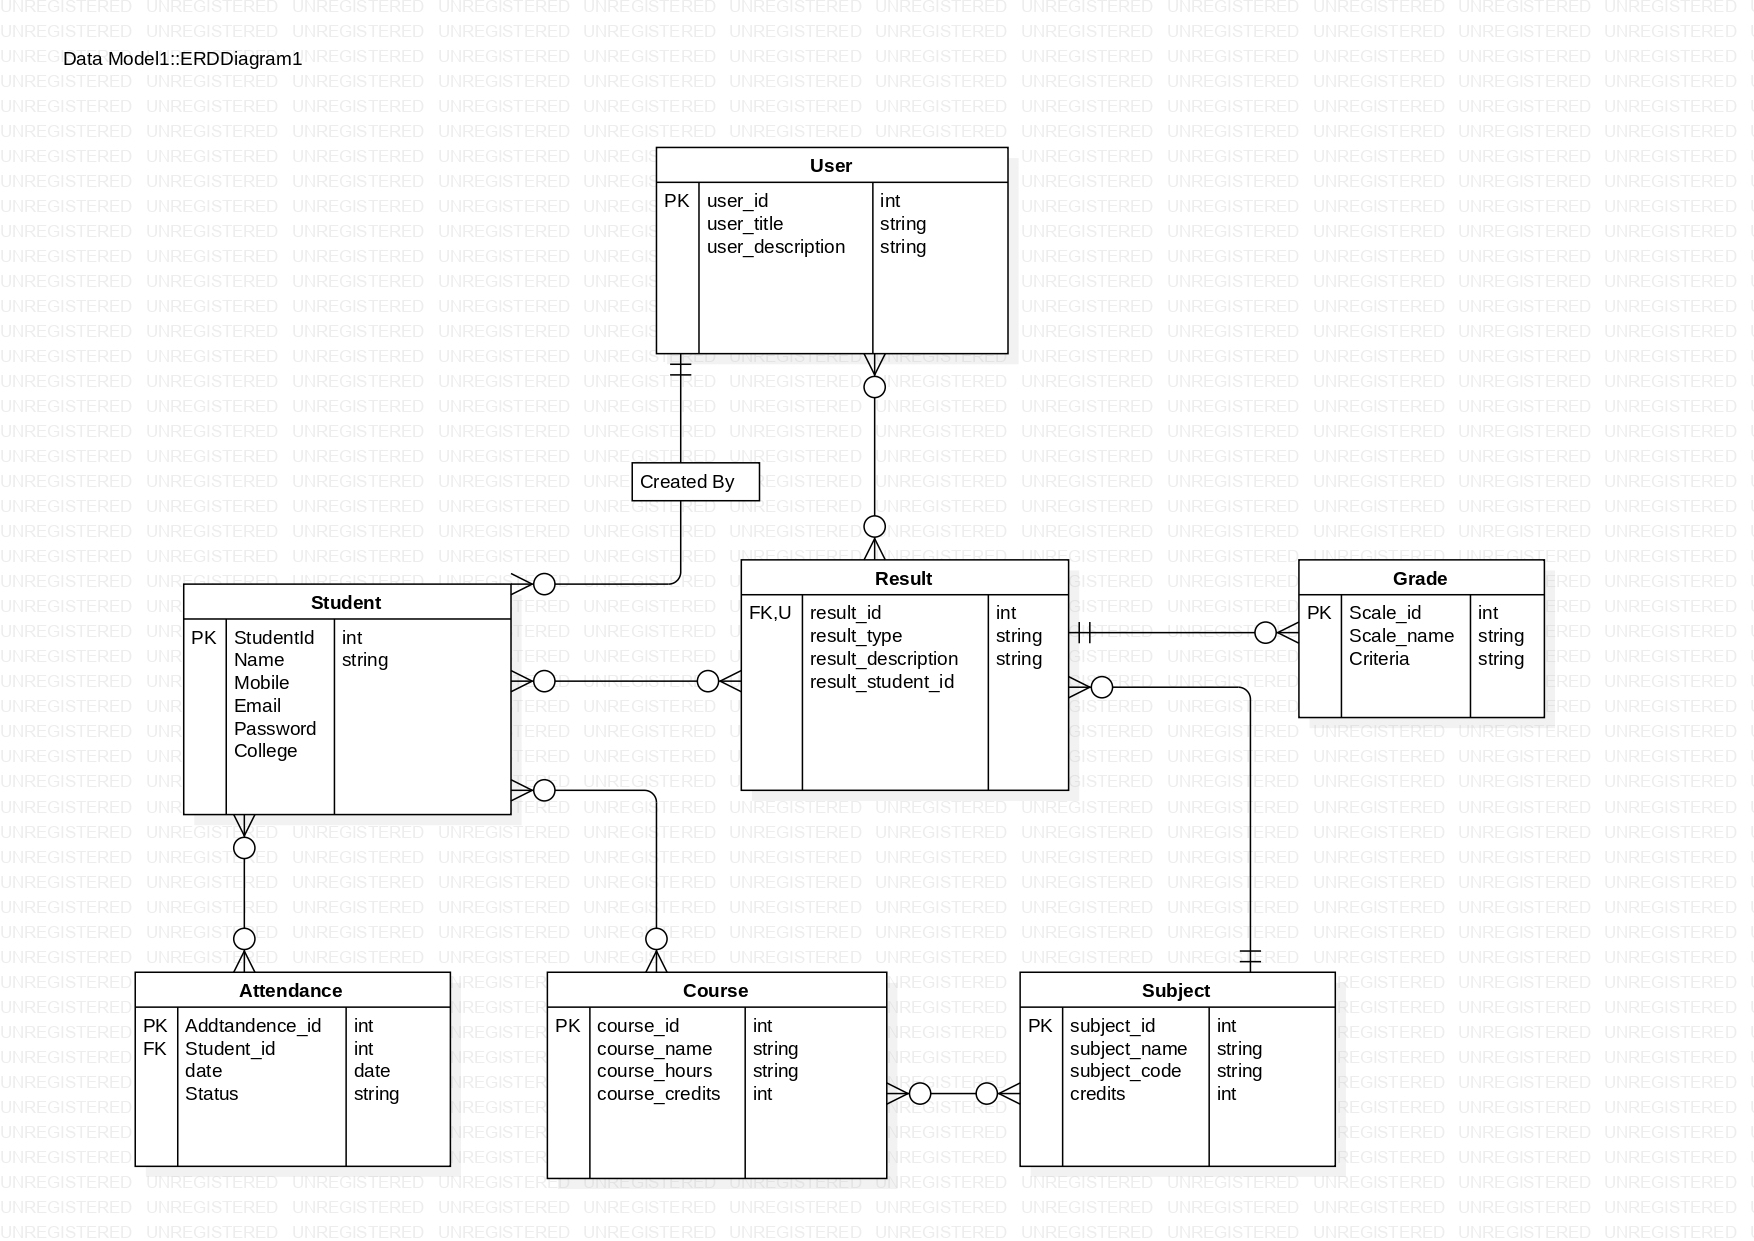 Data Model1::ERDDiagram1
User
PK user_id int
user_title string
user_description string
Created By
Student
PK StudentId int
Name string
Mobile
Email
Password
College
Result
FK,U result_id int
result_type string
result_description string
result_student_id
Grade
PK Scale_id int
Scale_name string
Criteria string
Attendance
PK Addtandence_id int
FK Student_id int
date date
Status string
Course
PK course_id int
course_name string
course_hours string
course_credits int
Subject
PK subject_id int
subject_name string
subject_code string
credits int
UNREGISTERED